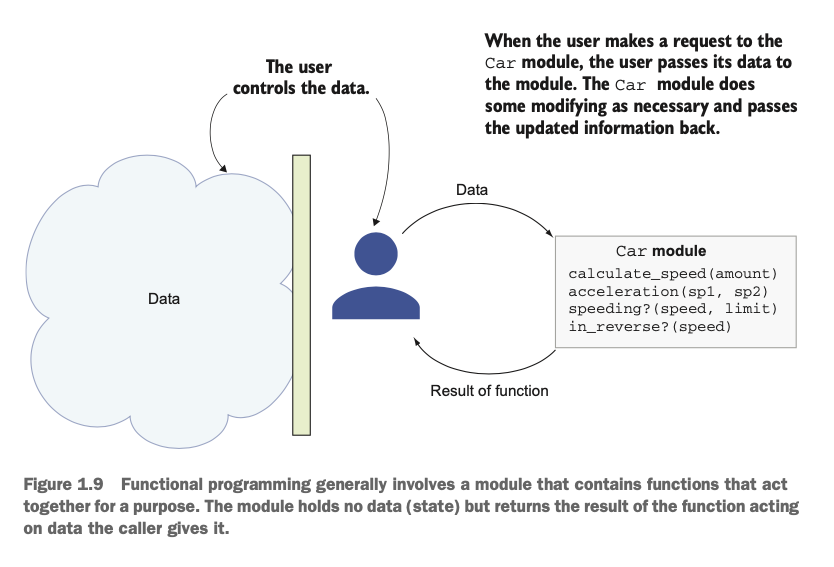 The user
controls the data.
When the user makes a request to the
Car module, the user passes its data to
the module. The Car module does
some modifying as necessary and passes
the updated information back.
Data
Data
Car module
calculate_speed(amount)
acceleration(sp1, sp2)
speeding?(speed, limit)
in_reverse?(speed)
Result of function
Figure 1.9 Functional programming generally involves a module that contains functions that act
together for a purpose. The module holds no data (state) but returns the result of the function acting
on data the caller gives it.